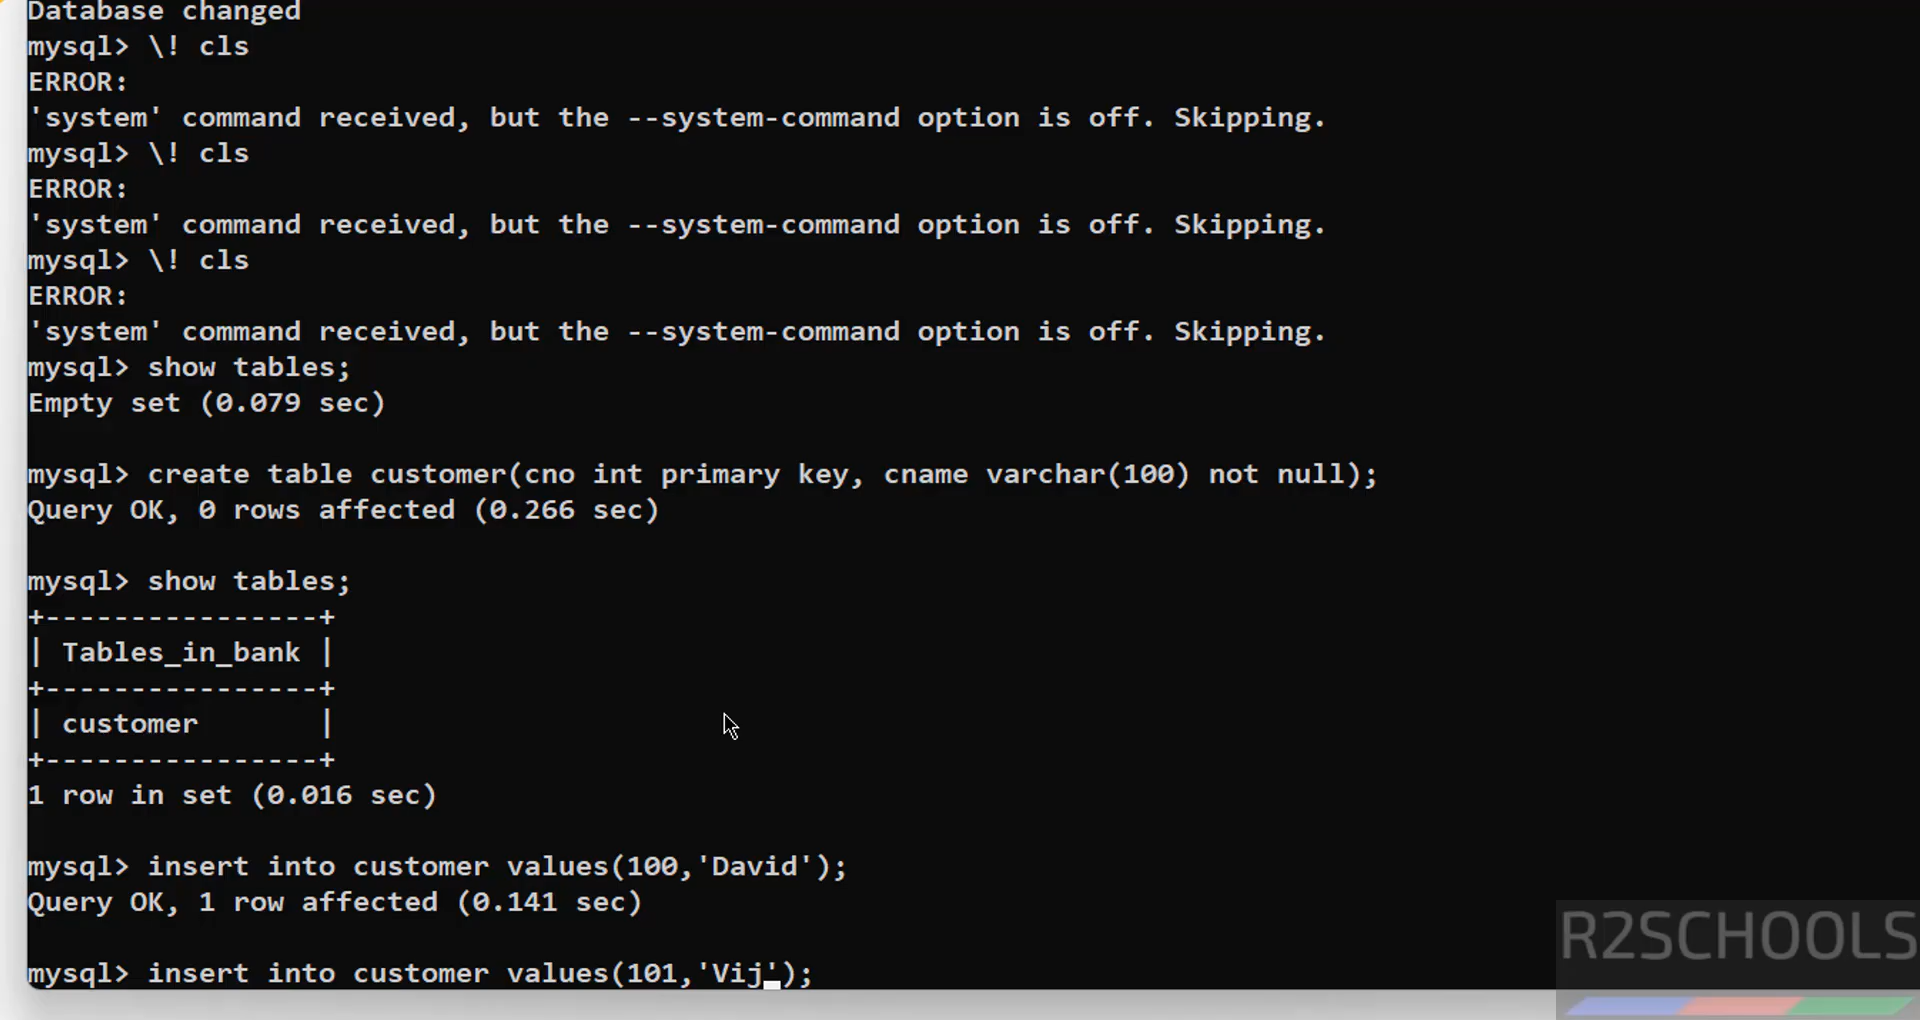 Database changed
mysql> \! cls
ERROR:
'system' command received, but the --system-command option is off. Skipping.
mysql> \! cls
ERROR:
'system' command received, but the --system-command option is off. Skipping.
mysql> \! cls
ERROR:
'system' command received, but the --system-command option is off. Skipping.
mysql> show tables;
Empty set (0.079 sec)

mysql> create table customer(cno int primary key, cname varchar(100) not null);
Query OK, 0 rows affected (0.266 sec)

mysql> show tables;
+----------------+
| Tables_in_bank |
+----------------+
| customer       |
+----------------+
1 row in set (0.016 sec)

mysql> insert into customer values(100,'David');
Query OK, 1 row affected (0.141 sec)

mysql> insert into customer values(101,'Vij');
R2SCHOOLS